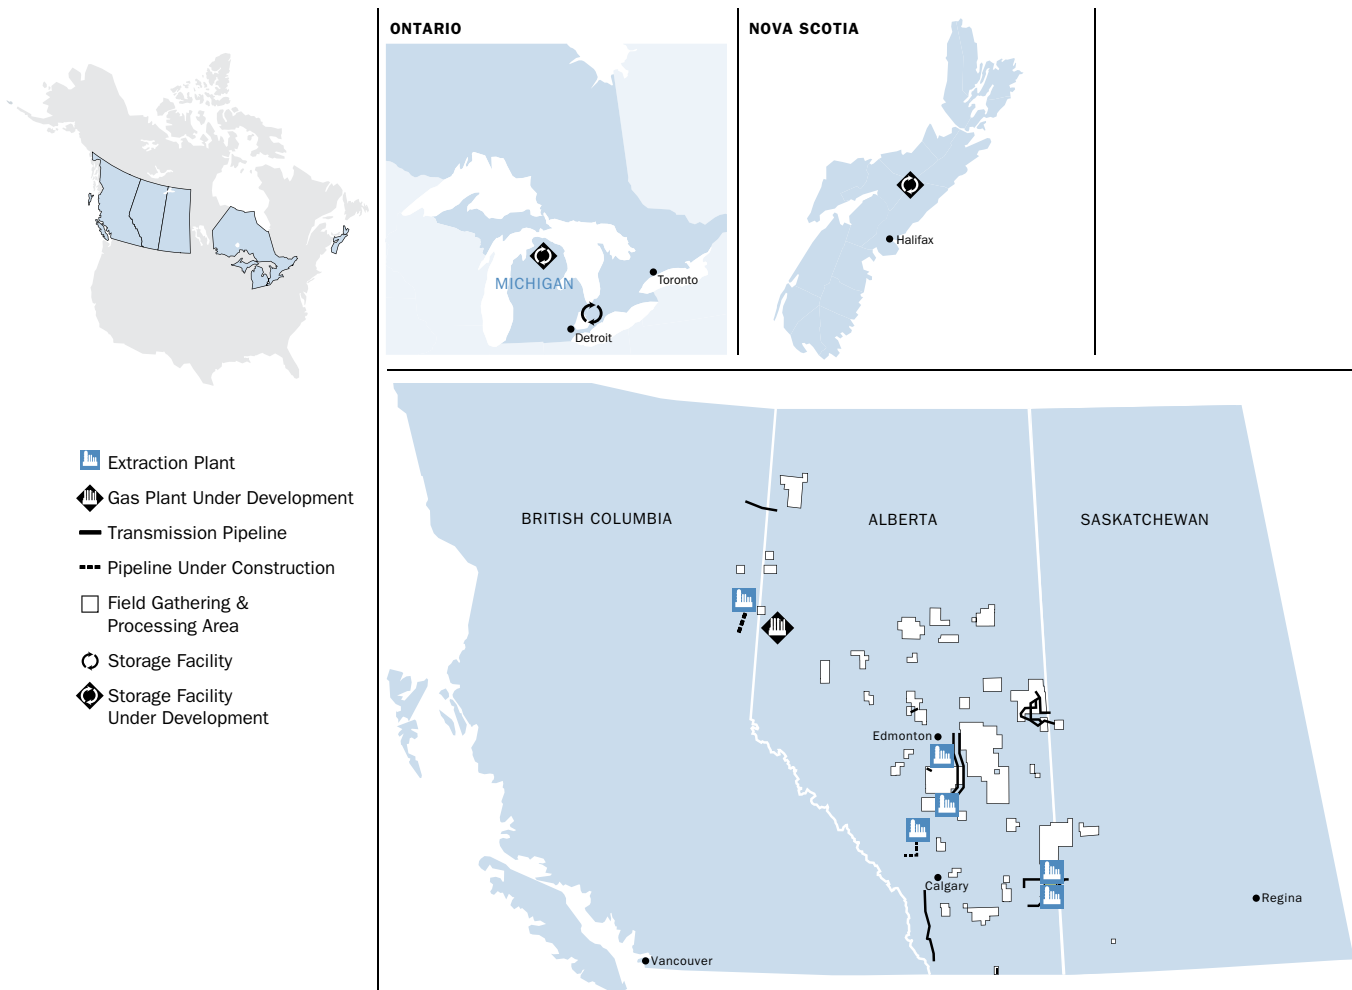 ONTARIO
MICHIGAN
Toronto
Detroit
NOVA SCOTIA
Halifax
Extraction Plant
Gas Plant Under Development
Transmission Pipeline
Pipeline Under Construction
Field Gathering &
Processing Area
Storage Facility
Storage Facility
Under Development
BRITISH COLUMBIA
ALBERTA
SASKATCHEWAN
Edmonton
Calgary
Regina
Vancouver